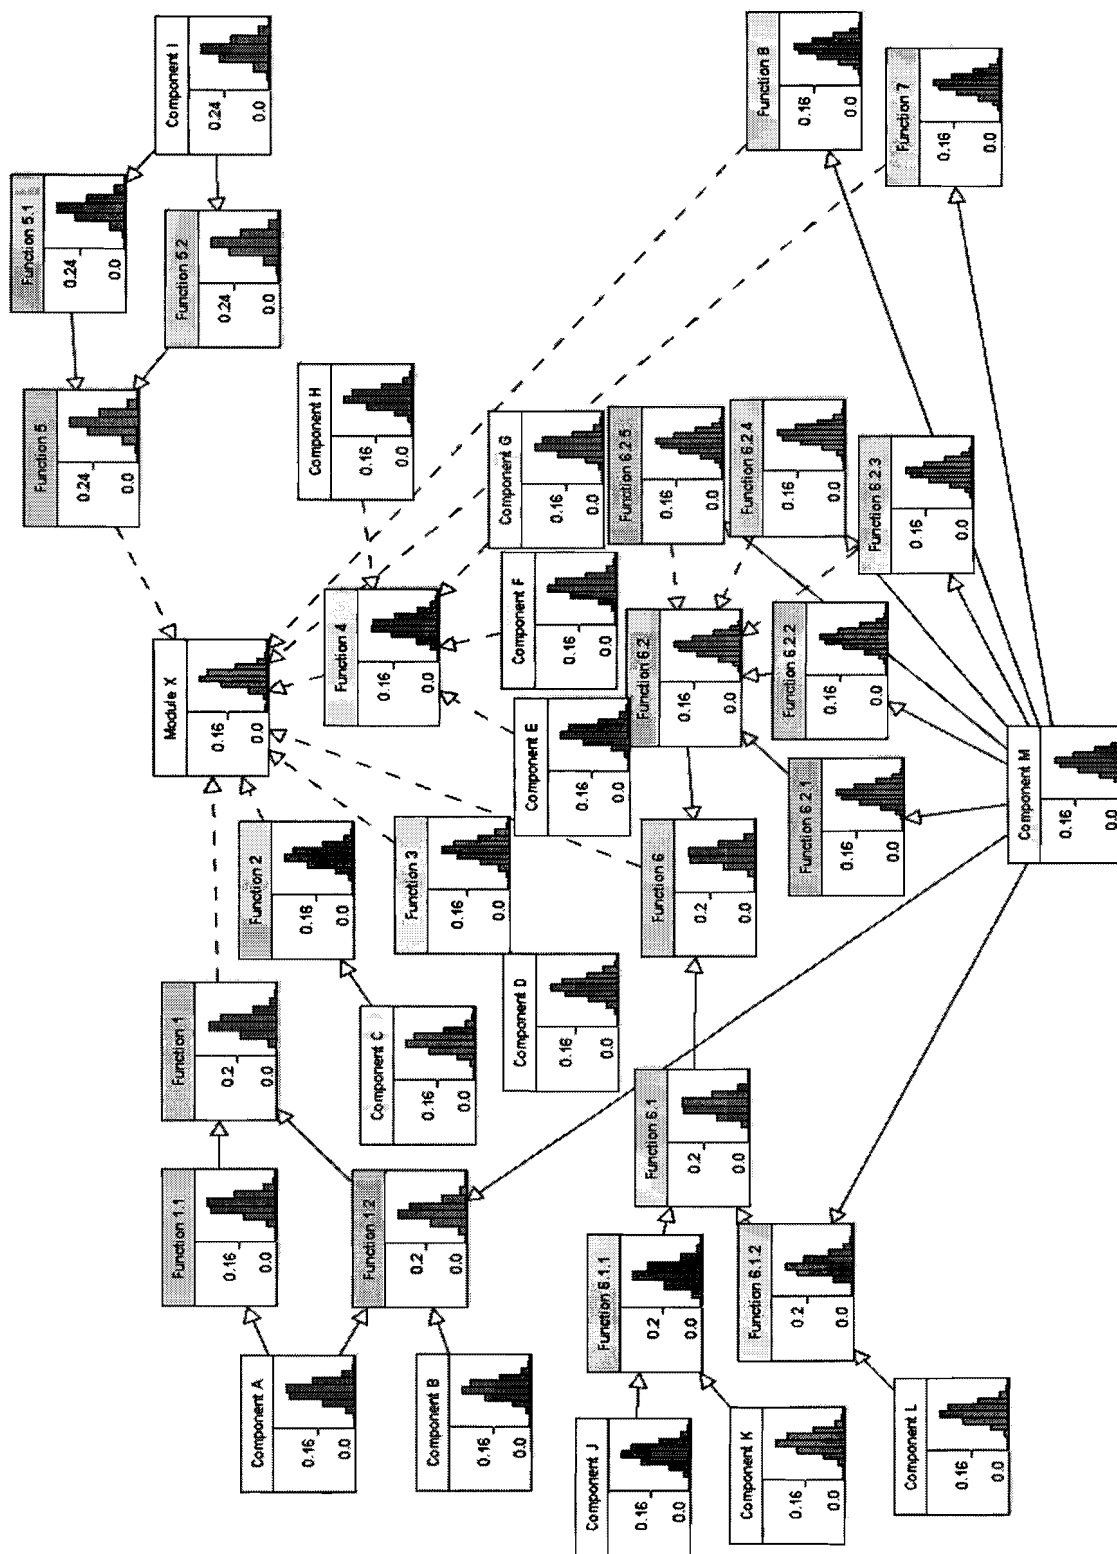 Function 5.1
0.24
0.0
Function 5
0.24
0.0
Function 1.1
0.16
0.0
Function 1
0.2
0.0
Module X
0.16
0.0
Component I
0.24
0.0
Function 5.2
0.24
0.0
Component A
0.16
0.0
Function 2
0.16
0.0
Component H
0.16
0.0
Function 4
0.16
0.0
Function 1.2
0.2
0.0
Component C
0.16
0.0
Function 3
0.16
0.0
Component B
0.16
0.0
Component G
0.16
0.0
Component F
0.16
0.0
Component D
0.16
0.0
Component E
0.16
0.0
Component J
0.16
0.0
Function 6.1.1
0.2
0.0
Function 6.2.5
0.16
0.0
Function 6.2
0.16
0.0
Function 6.1
0.2
0.0
Function 6
0.2
0.0
Component K
0.16
0.0
Function 6.1.2
0.2
0.0
Function 6.2.4
0.16
0.0
Function 8
0.16
0.0
Function 6.2.2
0.16
0.0
Function 6.2.1
0.16
0.0
Function 6.2.3
0.16
0.0
Function 7
0.16
0.0
Component L
0.16
0.0
Component M
0.16
0.0